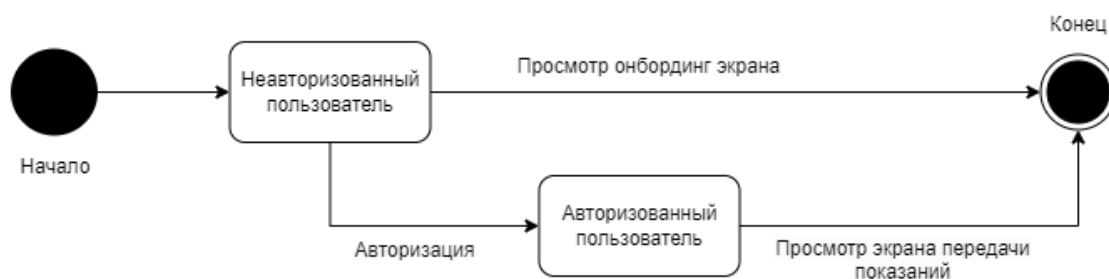 Конец
Неавторизованный
пользователь
Просмотр онбординг экрана
Начало
Авторизованный
пользователь
Авторизация
Просмотр экрана передачи
показаний